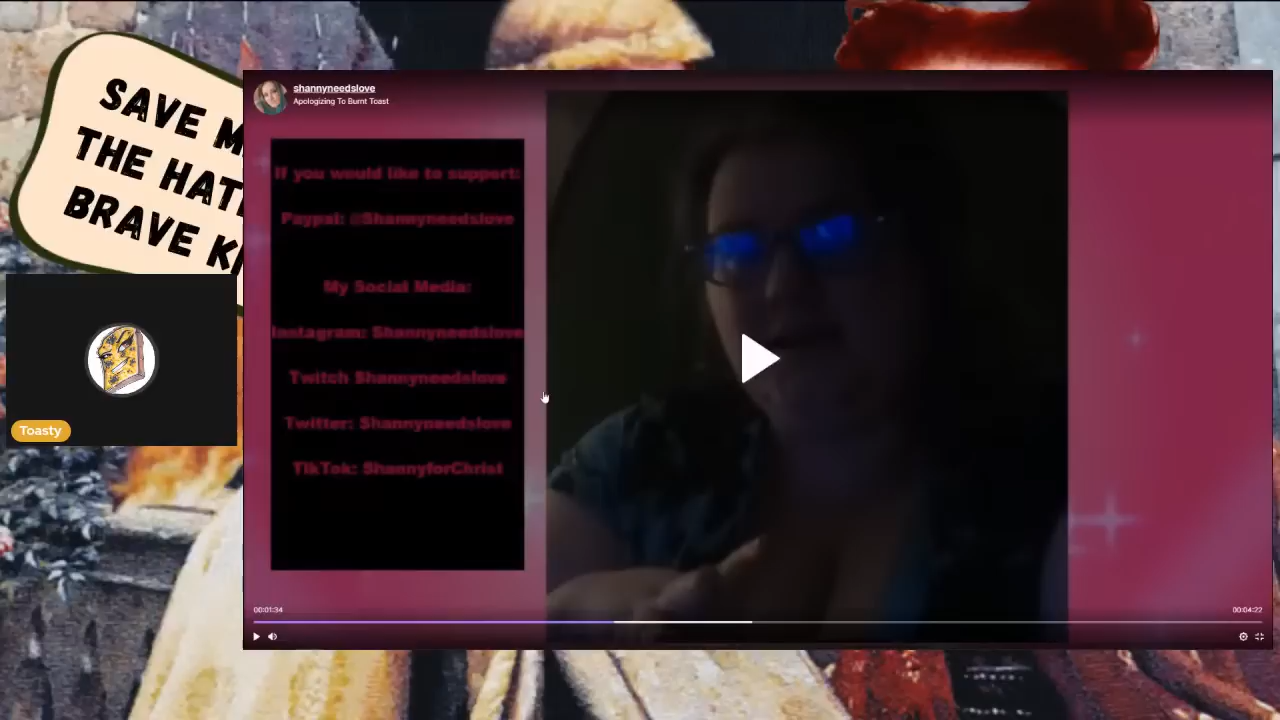 SAVE M
THE HAT
BRAVE KI
Toasty
shannyneedslove
Apologizing To Burnt Toast
If you would like to support:
Paypal: @Shannyneedslove
My Social Media:
Instagram: Shannyneedslove
Twitch Shannyneedslove
Twitter: Shannyneedslove
TikTok: ShannyforChrist
00:01:34
00:04:22